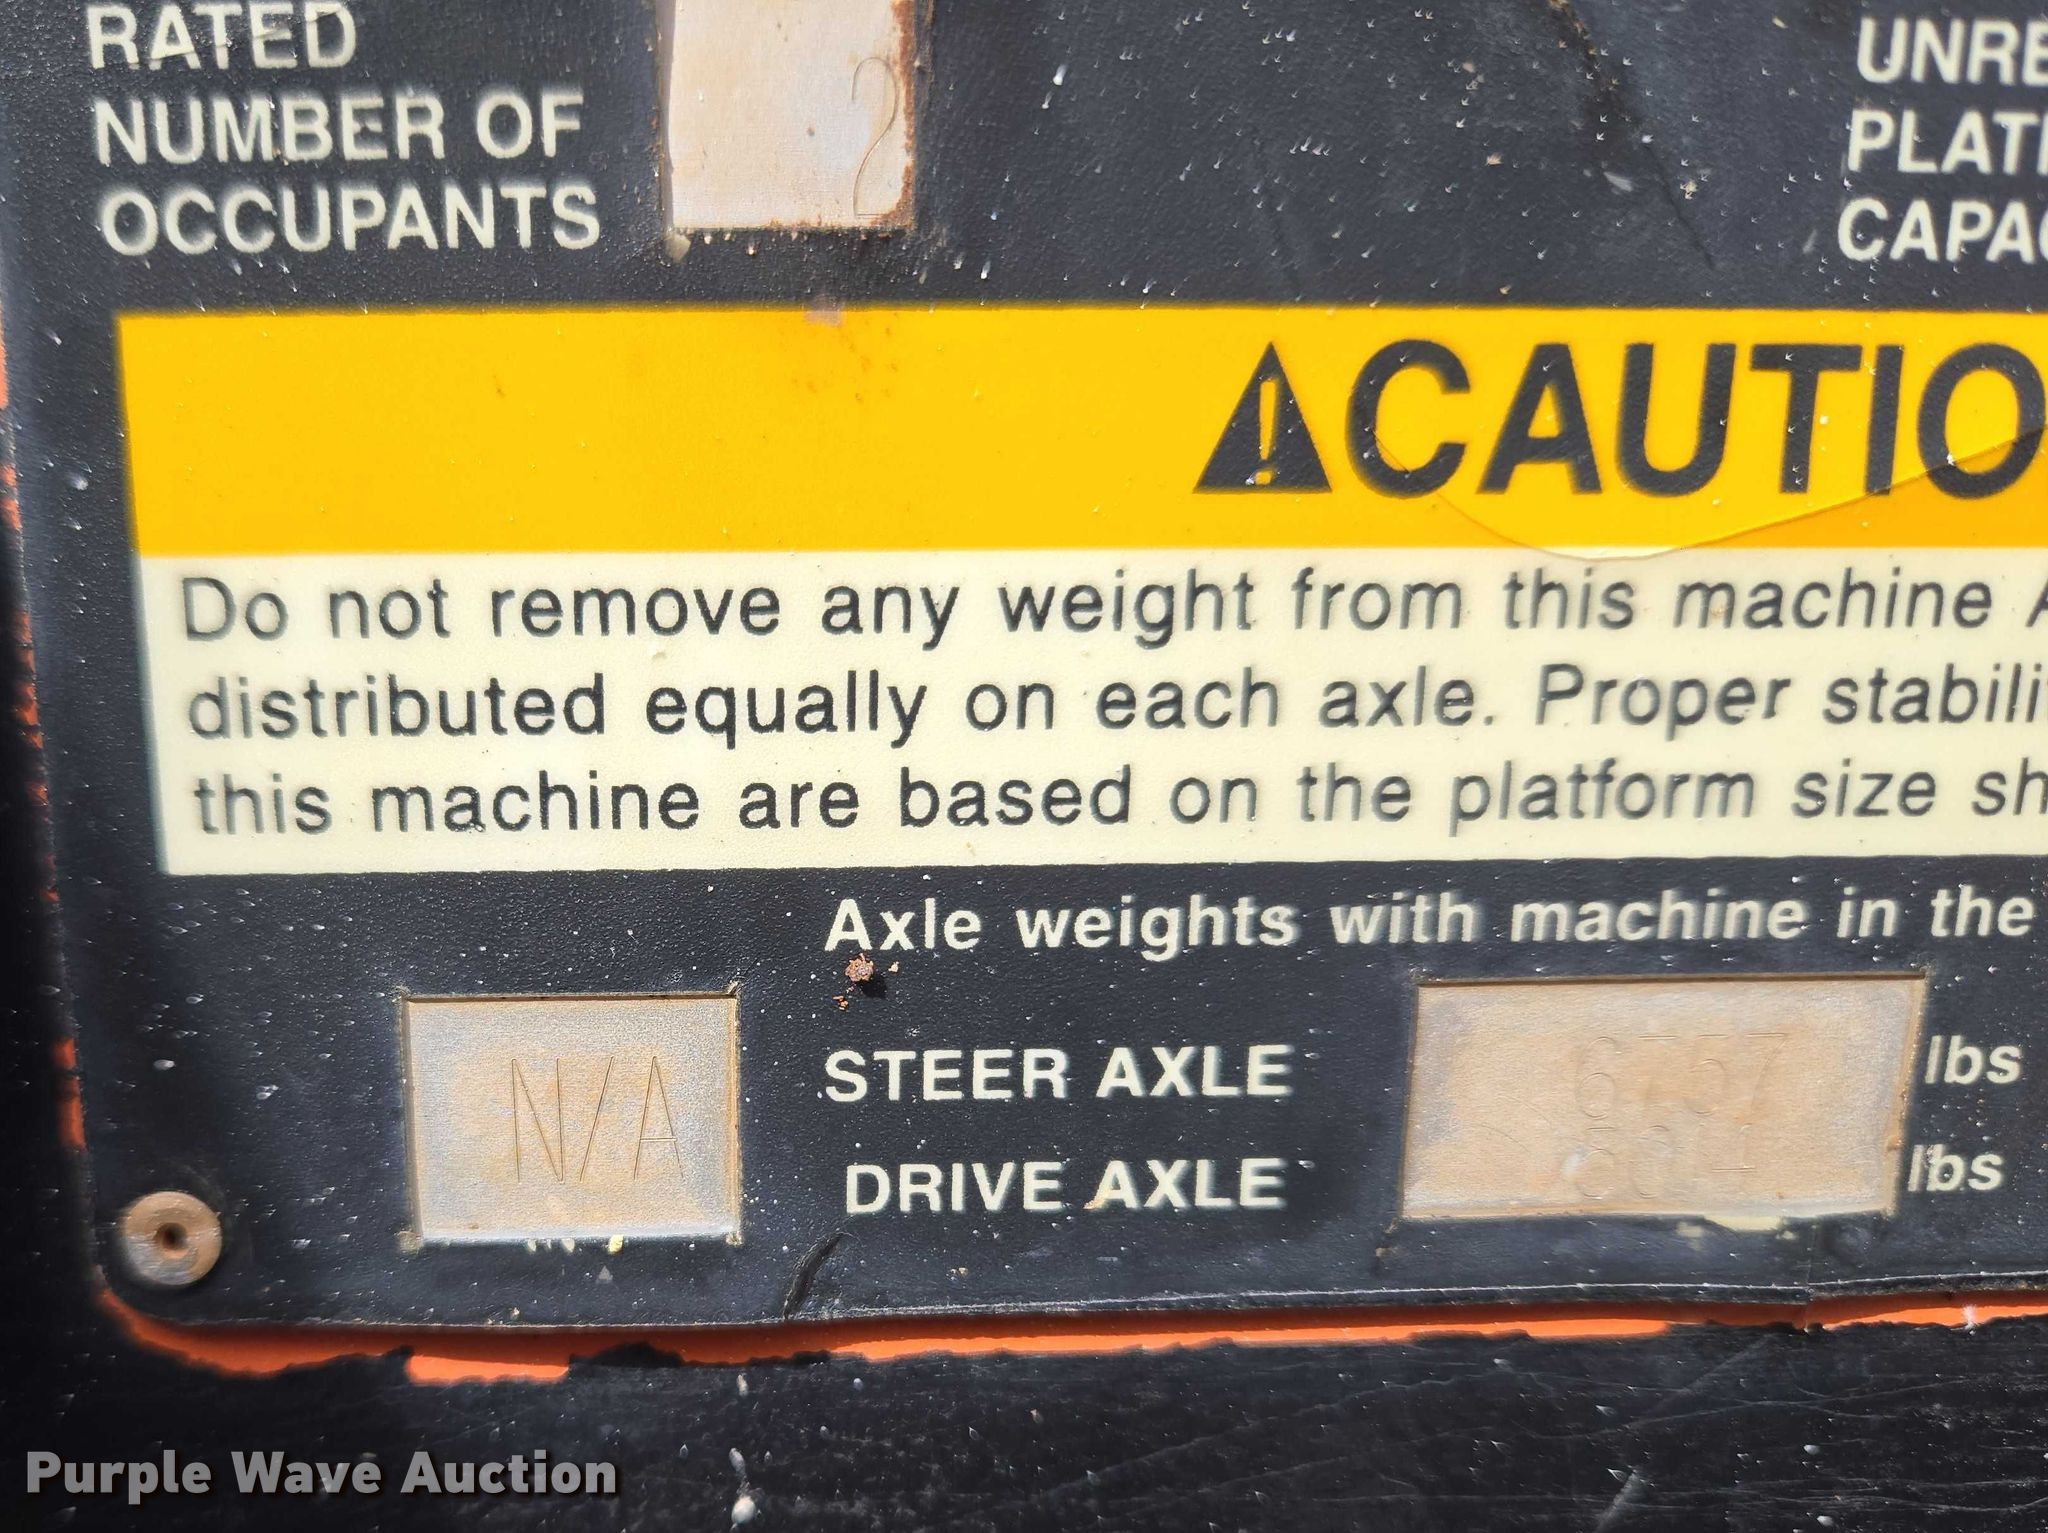 RATED
NUMBER OF
OCCUPANTS
2
UNRE
PLAT
CAPAC
CAUTIO
Do not remove any weight from this machine A
distributed equally on each axle. Proper stabili
this machine are based on the platform size sh
Axle weights with machine in the
N/A
STEER AXLE 6757 lbs
DRIVE AXLE lbs
Purple Wave Auction